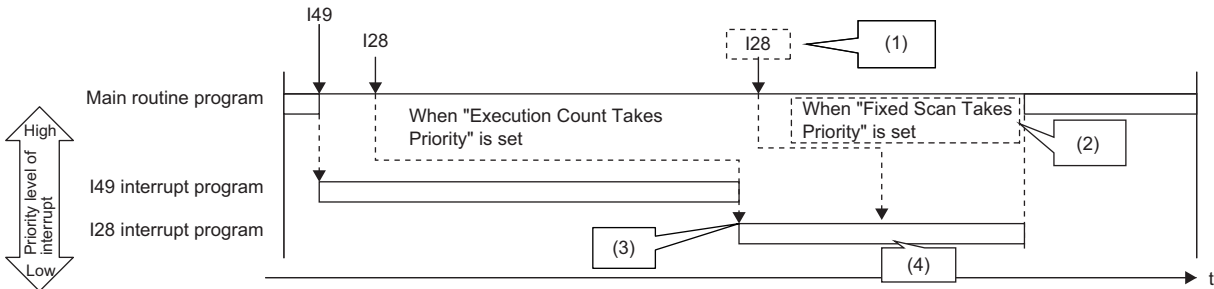 I49
I28
I28
(1)
Main routine program
When "Execution Count Takes
Priority" is set
When "Fixed Scan Takes
Priority" is set
(2)
High
Priority level of
interrupt
Low
I49 interrupt program
I28 interrupt program
(3)
(4)
t